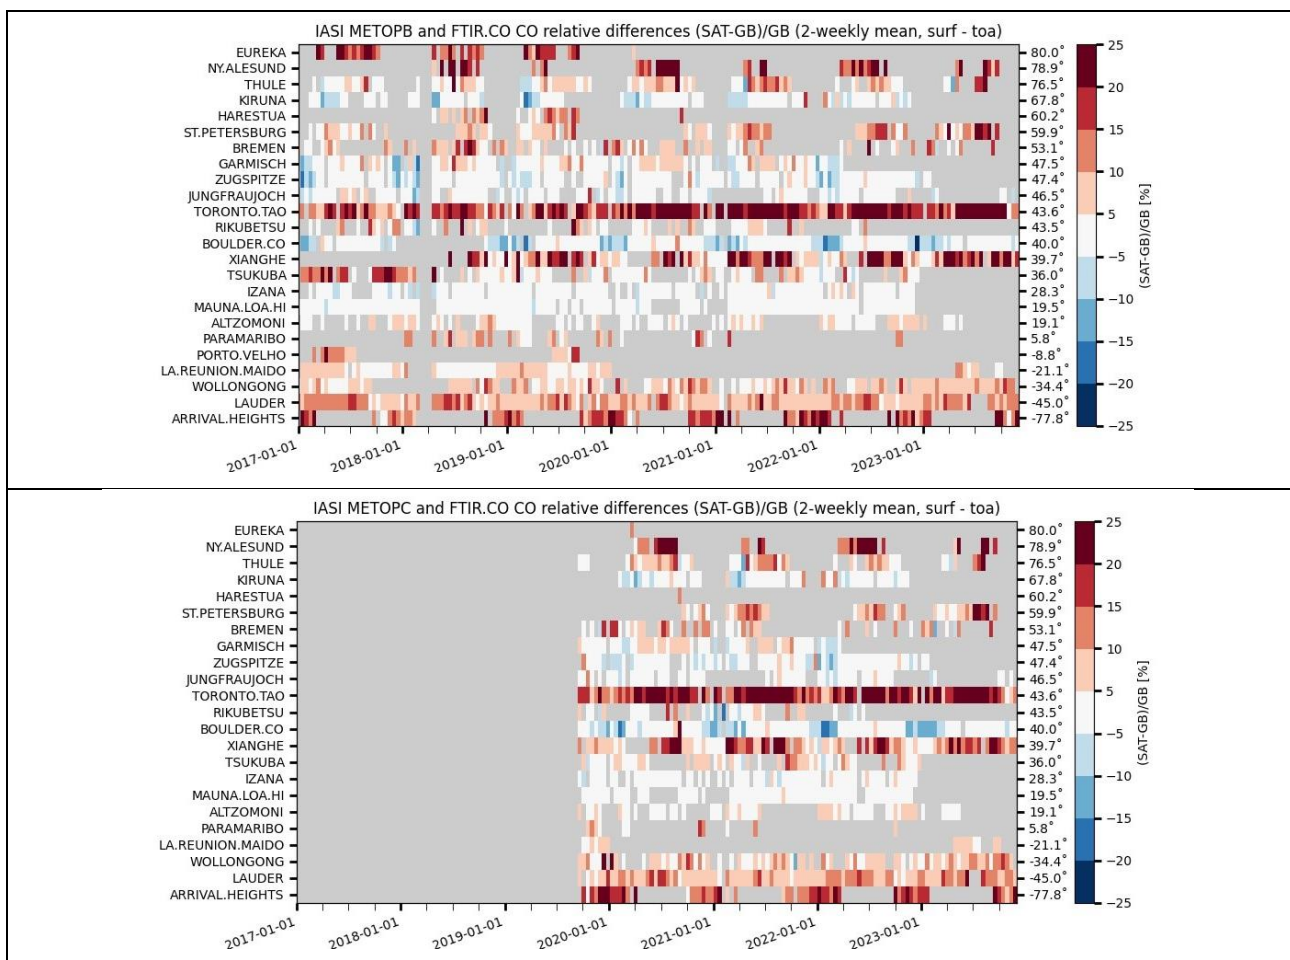 IASI METOPB and FTIR.CO CO relative differences (SAT-GB)/GB (2-weekly mean, surf - toa)
EUREKA 80.0˚
NY.ALESUND 78.9˚
THULE 76.5˚
KIRUNA 67.8˚
HARESTUA 60.2˚
ST.PETERSBURG 59.9˚
BREMEN 53.1˚
GARMISCH 47.5˚
ZUGSPITZE 47.4˚
JUNGFRAUJOCH 46.5˚
TORONTO.TAO 43.6˚
RIKUBETSU 43.5˚
BOULDER.CO 40.0˚
XIANGHE 39.7˚
TSUKUBA 36.0˚
IZANA 28.3˚
MAUNA.LOA.HI 19.5˚
ALTZOMONI 19.1˚
PARAMARIBO 5.8˚
PORTO.VELHO -8.8˚
LA.REUNION.MAIDO -21.1˚
WOLLONGONG -34.4˚
LAUDER -45.0˚
ARRIVAL.HEIGHTS -77.8˚
2017-01-01 2018-01-01 2019-01-01 2020-01-01 2021-01-01 2022-01-01 2023-01-01
25
20
15
10
5
−5
−10
−15
−20
−25
(SAT-GB)/GB [%]
IASI METOPC and FTIR.CO CO relative differences (SAT-GB)/GB (2-weekly mean, surf - toa)
EUREKA 80.0˚
NY.ALESUND 78.9˚
THULE 76.5˚
KIRUNA 67.8˚
HARESTUA 60.2˚
ST.PETERSBURG 59.9˚
BREMEN 53.1˚
GARMISCH 47.5˚
ZUGSPITZE 47.4˚
JUNGFRAUJOCH 46.5˚
TORONTO.TAO 43.6˚
RIKUBETSU 43.5˚
BOULDER.CO 40.0˚
XIANGHE 39.7˚
TSUKUBA 36.0˚
IZANA 28.3˚
MAUNA.LOA.HI 19.5˚
ALTZOMONI 19.1˚
PARAMARIBO 5.8˚
LA.REUNION.MAIDO -21.1˚
WOLLONGONG -34.4˚
LAUDER -45.0˚
ARRIVAL.HEIGHTS -77.8˚
2017-01-01 2018-01-01 2019-01-01 2020-01-01 2021-01-01 2022-01-01 2023-01-01
25
20
15
10
5
−5
−10
−15
−20
−25
(SAT-GB)/GB [%]